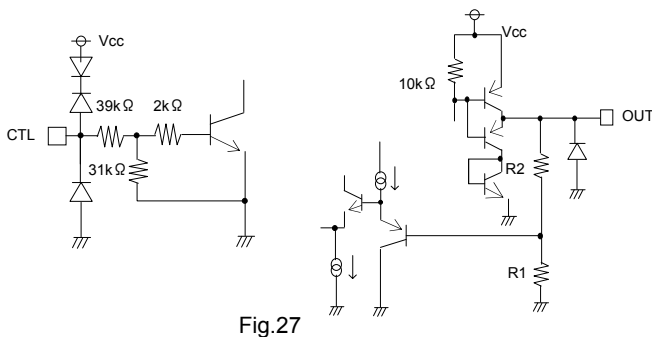 Vcc
39kΩ
2kΩ
CTL
31kΩ
Vcc
10kΩ
OUT
R2
R1
Fig.27